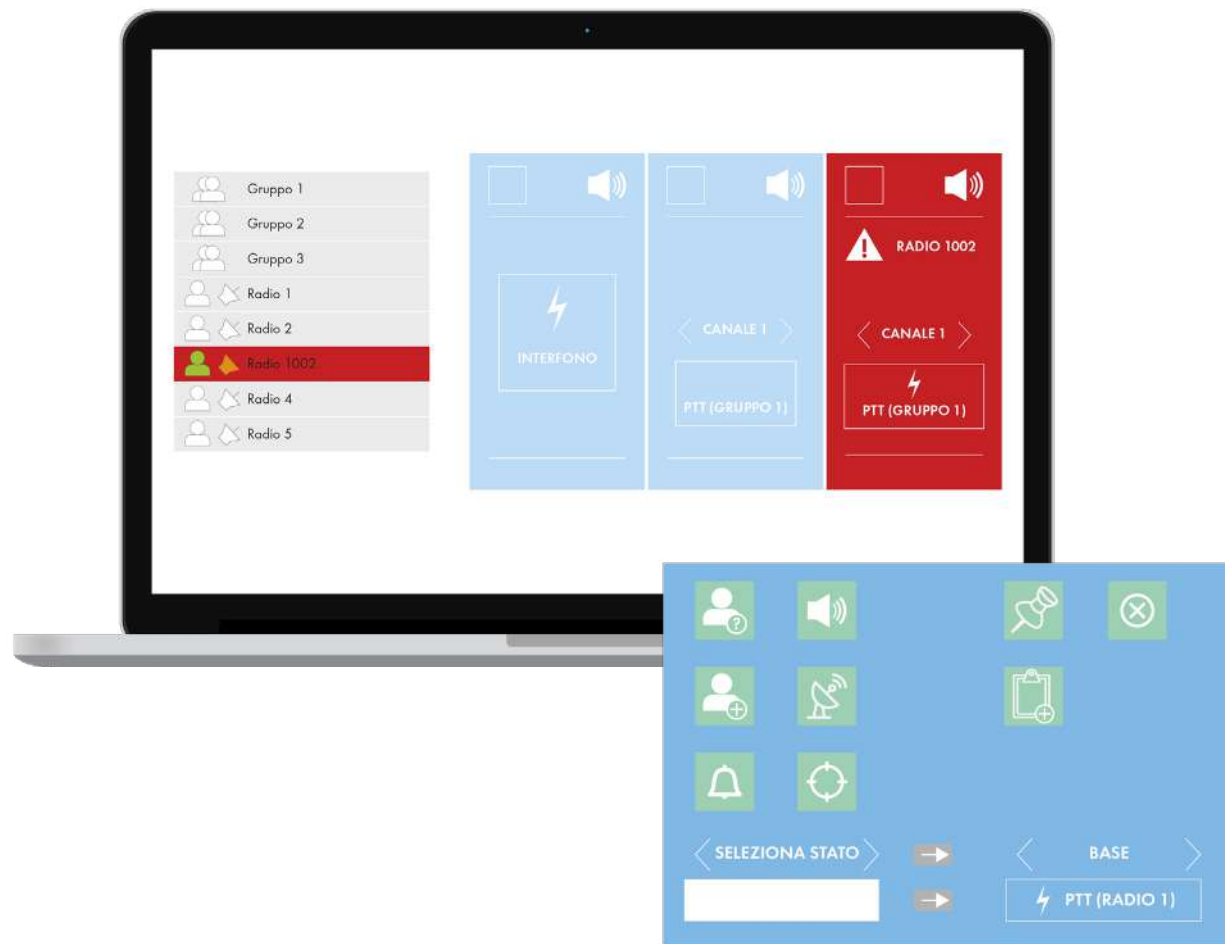 Gruppo 1
Gruppo 2
Gruppo 3
Radio 1
Radio 2
Radio 1002
Radio 4
Radio 5
INTERFONO
CANALE 1
PTT (GRUPPO 1)
RADIO 1002
CANALE 1
PTT (GRUPPO 1)
SELEZIONA STATO
BASE
PTT (RADIO 1)